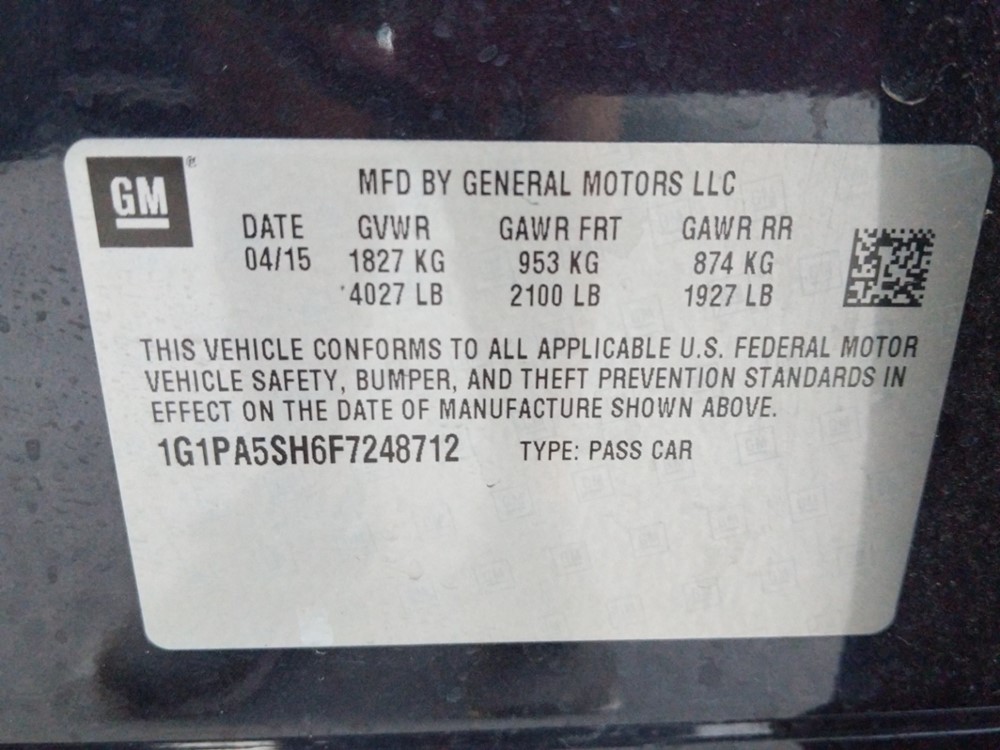 GM ®
MFD BY GENERAL MOTORS LLC
DATE GVWR GAWR FRT GAWR RR
04/15 1827 KG 953 KG 874 KG
4027 LB 2100 LB 1927 LB
THIS VEHICLE CONFORMS TO ALL APPLICABLE U.S. FEDERAL MOTOR
VEHICLE SAFETY, BUMPER, AND THEFT PREVENTION STANDARDS IN
EFFECT ON THE DATE OF MANUFACTURE SHOWN ABOVE.
1G1PA5SH6F7248712 TYPE: PASS CAR